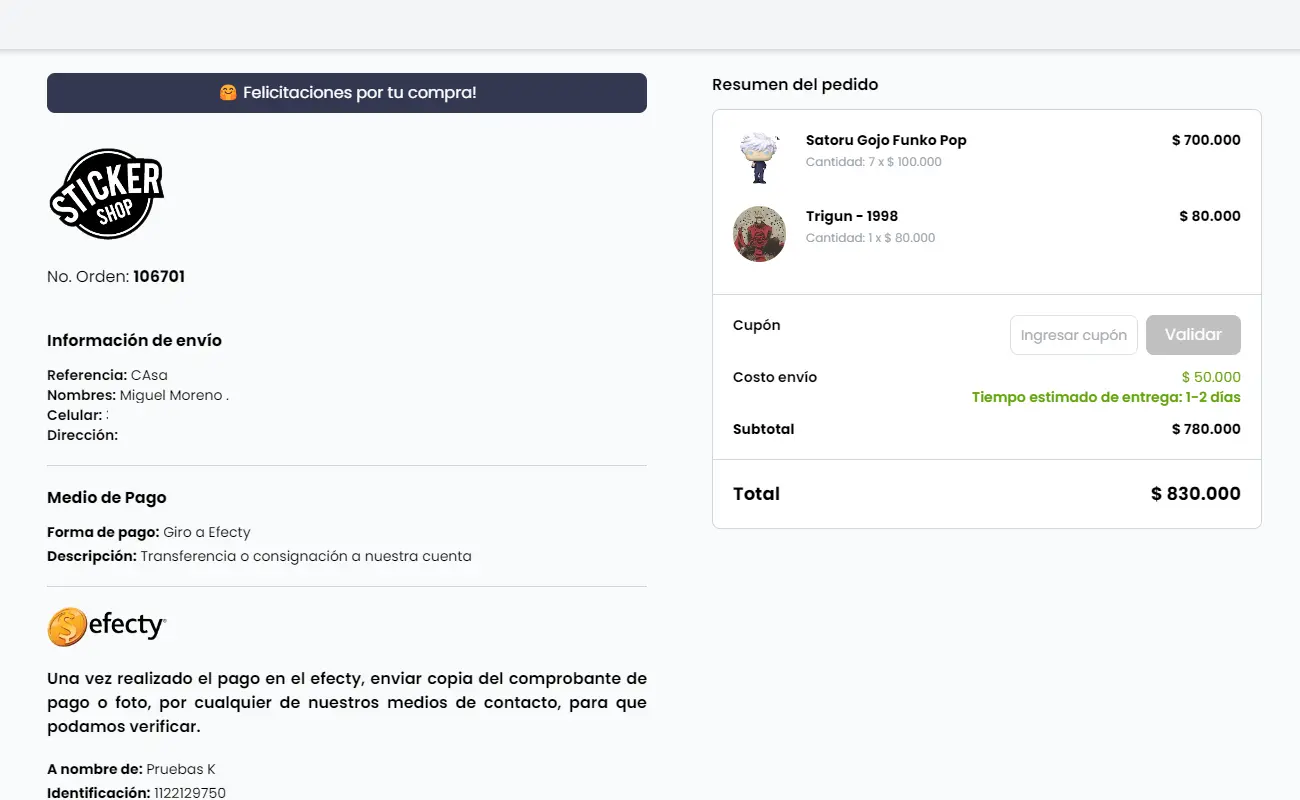 🤗 Felicitaciones por tu compra!
STICKER
SHOP
No. Orden: 106701
Información de envío
Referencia: CAsa
Nombres: Miguel Moreno .
Celular: :
Dirección:
Medio de Pago
Forma de pago: Giro a Efecty
Descripción: Transferencia o consignación a nuestra cuenta
efecty
Una vez realizado el pago en el efecty, enviar copia del comprobante de
pago o foto, por cualquier de nuestros medios de contacto, para que
podamos verificar.
A nombre de: Pruebas K
Identificación: 1122129750
Resumen del pedido
Satoru Gojo Funko Pop $ 700.000
Cantidad: 7 x $ 100.000
Trigun - 1998 $ 80.000
Cantidad: 1 x $ 80.000
Cupón Ingresar cupón Validar
Costo envío $ 50.000
Tiempo estimado de entrega: 1-2 días
Subtotal $ 780.000
Total $ 830.000